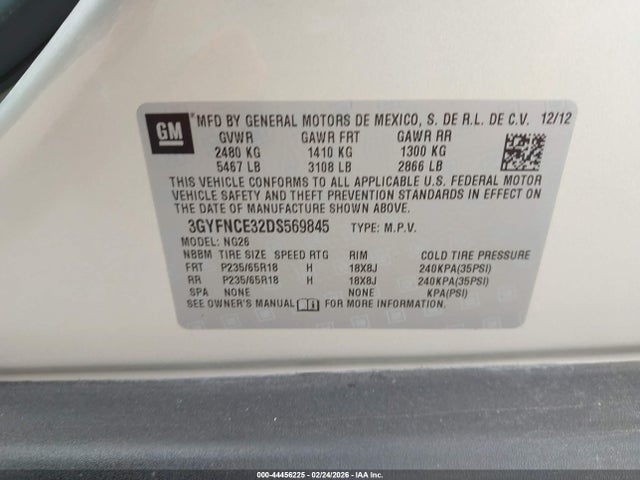 GM
*MFD BY GENERAL MOTORS DE MEXICO, S. DE R.L. DE C.V. 12/12
GVWR GAWR FRT GAWR RR
2480 KG 1410 KG 1300 KG
5467 LB 3108 LB 2866 LB
THIS VEHICLE CONFORMS TO ALL APPLICABLE U.S. FEDERAL MOTOR
VEHICLE SAFETY AND THEFT PREVENTION STANDARDS IN EFFECT ON
THE DATE OF MANUFACTURE SHOWN ABOVE.
3GYFNCE32DS569845 TYPE: M.P.V.
MODEL: NG26
NBBM TIRE SIZE SPEED RTG RIM COLD TIRE PRESSURE
FRT P235/65R18 H 18X8J 240KPA(35PSI)
RR P235/65R18 H 18X8J 240KPA(35PSI)
SPA NONE NONE KPA(PSI)
SEE OWNER'S MANUAL FOR MORE INFORMATION.
000-44456225 - 02/24/2026 - IAA Inc.